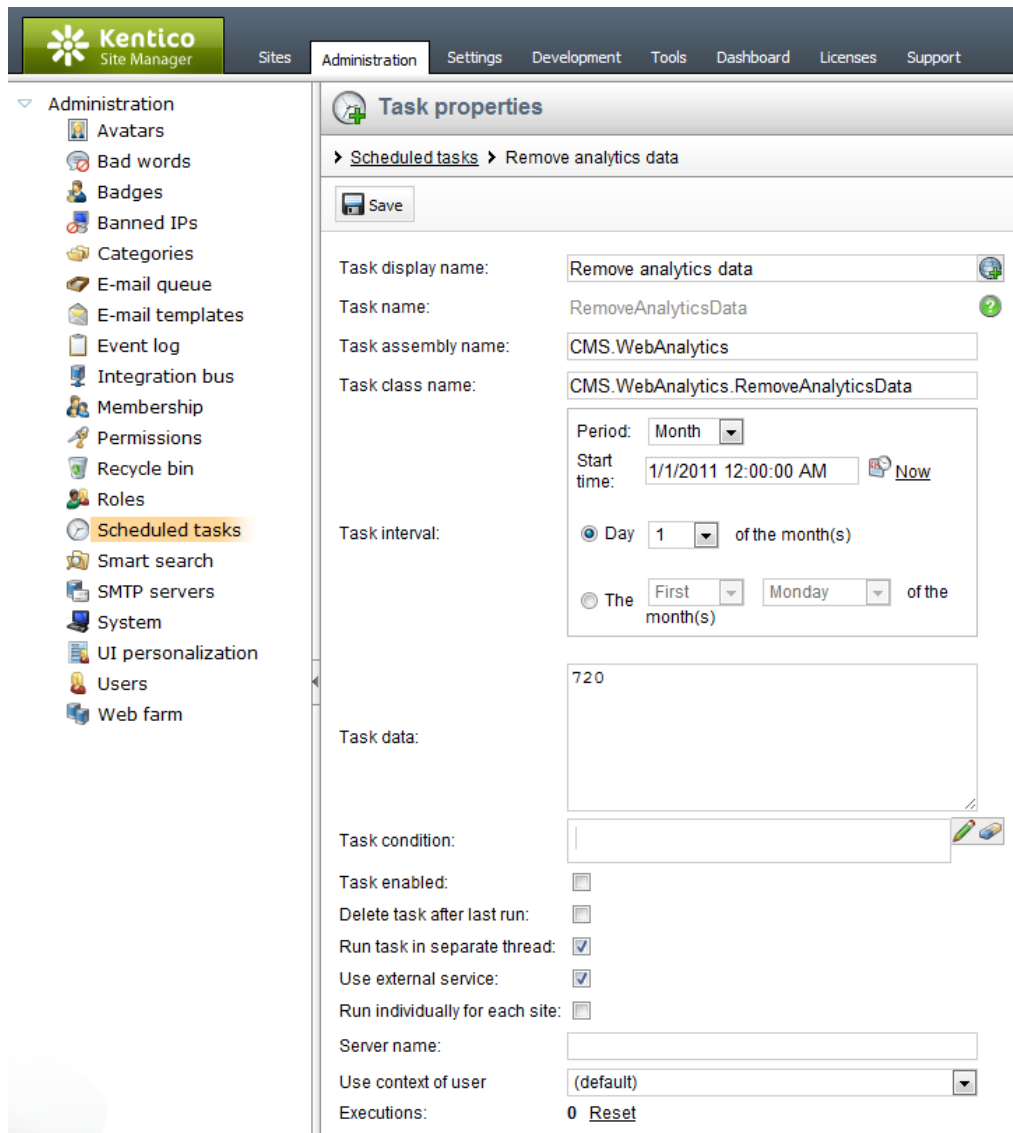 Kentico
Site Manager
Sites Administration Settings Development Tools Dashboard Licenses Support
Administration
Avatars
Bad words
Badges
Banned IPs
Categories
E-mail queue
E-mail templates
Event log
Integration bus
Membership
Permissions
Recycle bin
Roles
Scheduled tasks
Smart search
SMTP servers
System
UI personalization
Users
Web farm
Task properties
Scheduled tasks Remove analytics data
Save
Task display name: Remove analytics data
Task name: RemoveAnalyticsData
Task assembly name: CMS.WebAnalytics
Task class name: CMS.WebAnalytics.RemoveAnalyticsData
Task interval:
Period: Month
Start time: 1/1/2011 12:00:00 AM Now
Day 1 of the month(s)
The First Monday of the
month(s)
Task data: 720
Task condition:
Task enabled:
Delete task after last run:
Run task in separate thread:
Use external service:
Run individually for each site:
Server name:
Use context of user (default)
Executions: 0 Reset